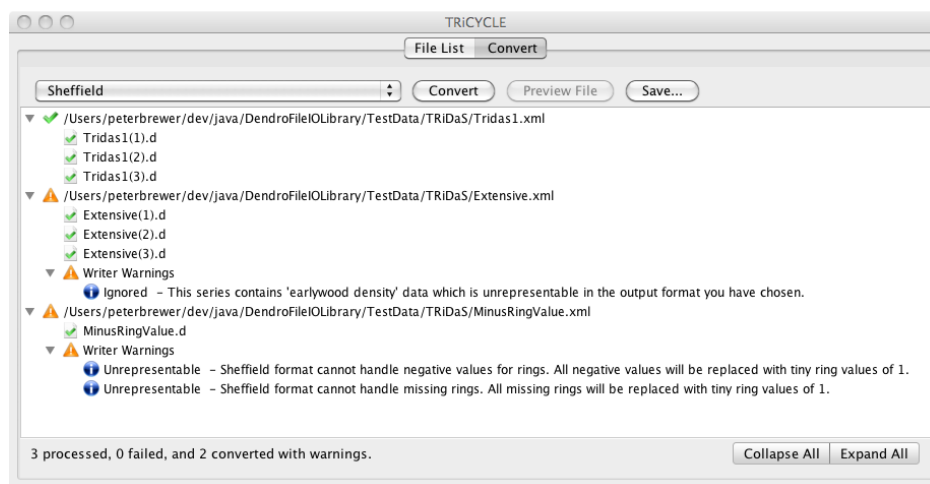 TRiCYCLE
File List Convert
Sheffield Convert Preview File Save...
/Users/peterbrewer/dev/java/DendroFileIOLibrary/TestData/TRiDaS/Tridas1.xml
Tridas1(1).d
Tridas1(2).d
Tridas1(3).d
/Users/peterbrewer/dev/java/DendroFileIOLibrary/TestData/TRiDaS/Extensive.xml
Extensive(1).d
Extensive(2).d
Extensive(3).d
Writer Warnings
Ignored – This series contains 'earlywood density' data which is unrepresentable in the output format you have chosen.
/Users/peterbrewer/dev/java/DendroFileIOLibrary/TestData/TRiDaS/MinusRingValue.xml
MinusRingValue.d
Writer Warnings
Unrepresentable – Sheffield format cannot handle negative values for rings. All negative values will be replaced with tiny ring values of 1.
Unrepresentable – Sheffield format cannot handle missing rings. All missing rings will be replaced with tiny ring values of 1.
3 processed, 0 failed, and 2 converted with warnings. Collapse All Expand All